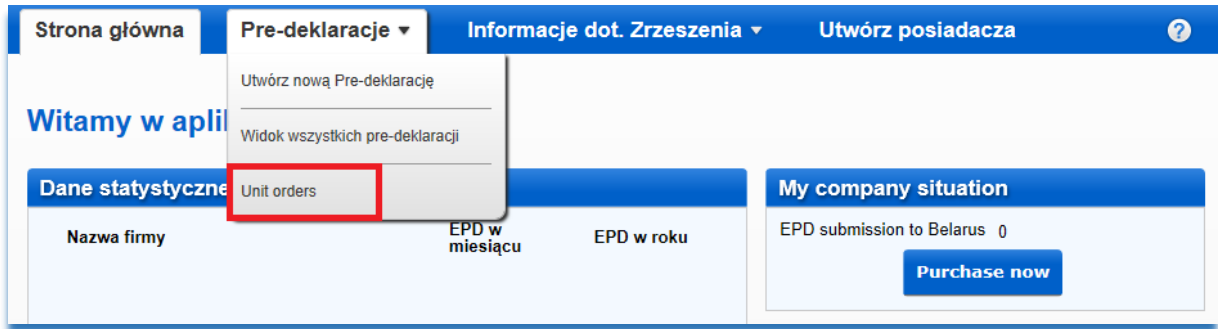 Strona główna
Pre-deklaracje
Informacje dot. Zrzeszenia
Utwórz posiadacza
?
Utwórz nową Pre-deklarację
Widok wszystkich pre-deklaracji
Unit orders
Witamy w apli
Dane statystyczne
Nazwa firmy
EPD w
miesiącu
EPD w roku
My company situation
EPD submission to Belarus 0
Purchase now